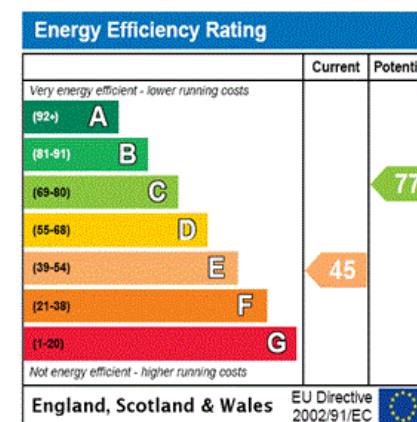 Energy Efficiency Rating
Current Potenti
Very energy efficient - lower running costs
(92+) A
(81-91) B
(69-80) C
77
(55-68) D
(39-54) E
45
(21-38) F
(1-20) G
Not energy efficient - higher running costs
England, Scotland & Wales
EU Directive
2002/91/EC